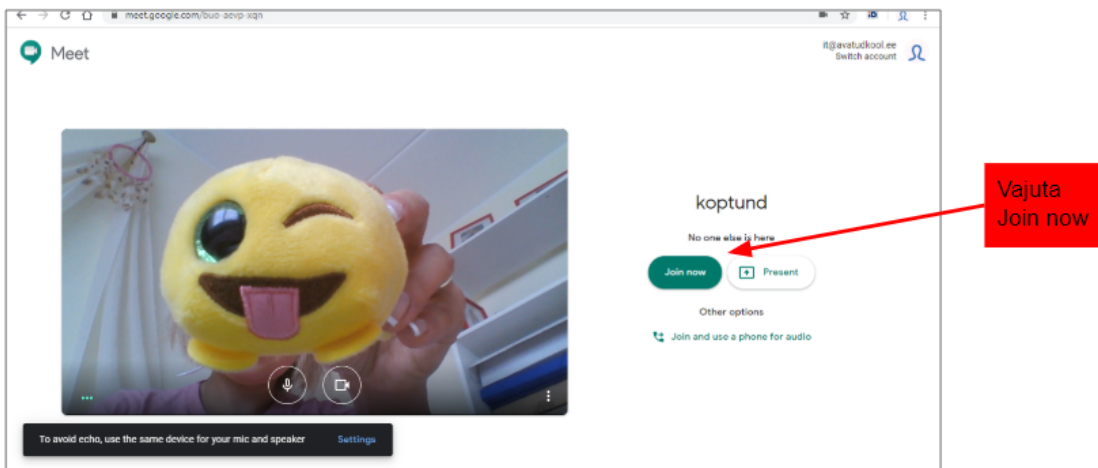 meet.google.com/buo-aevp-xqn
Meet
it@avatudkool.ee
Switch account
koptund
No one else is here
Join now
Present
Other options
Join and use a phone for audio
To avoid echo, use the same device for your mic and speaker Settings
Vajuta
Join now